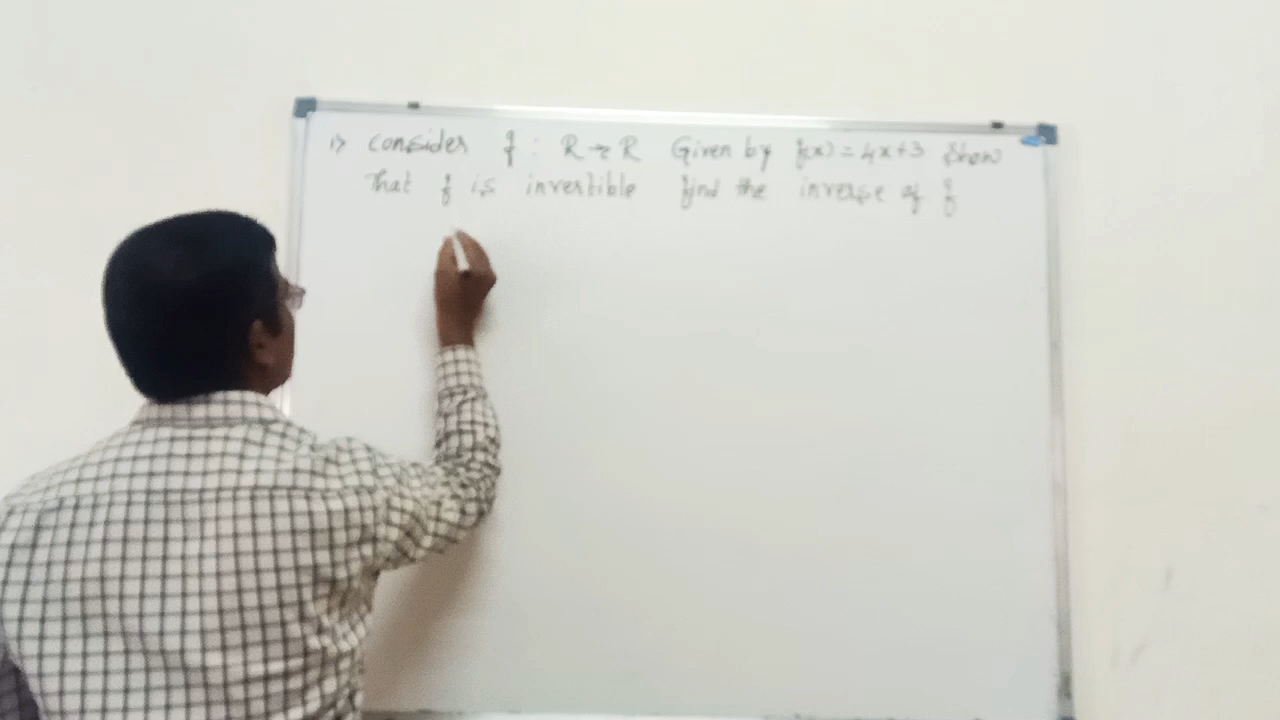 1) Consider f : R → R Given by f(x) = 4x+3 Show
that f is invertible find the inverse of f